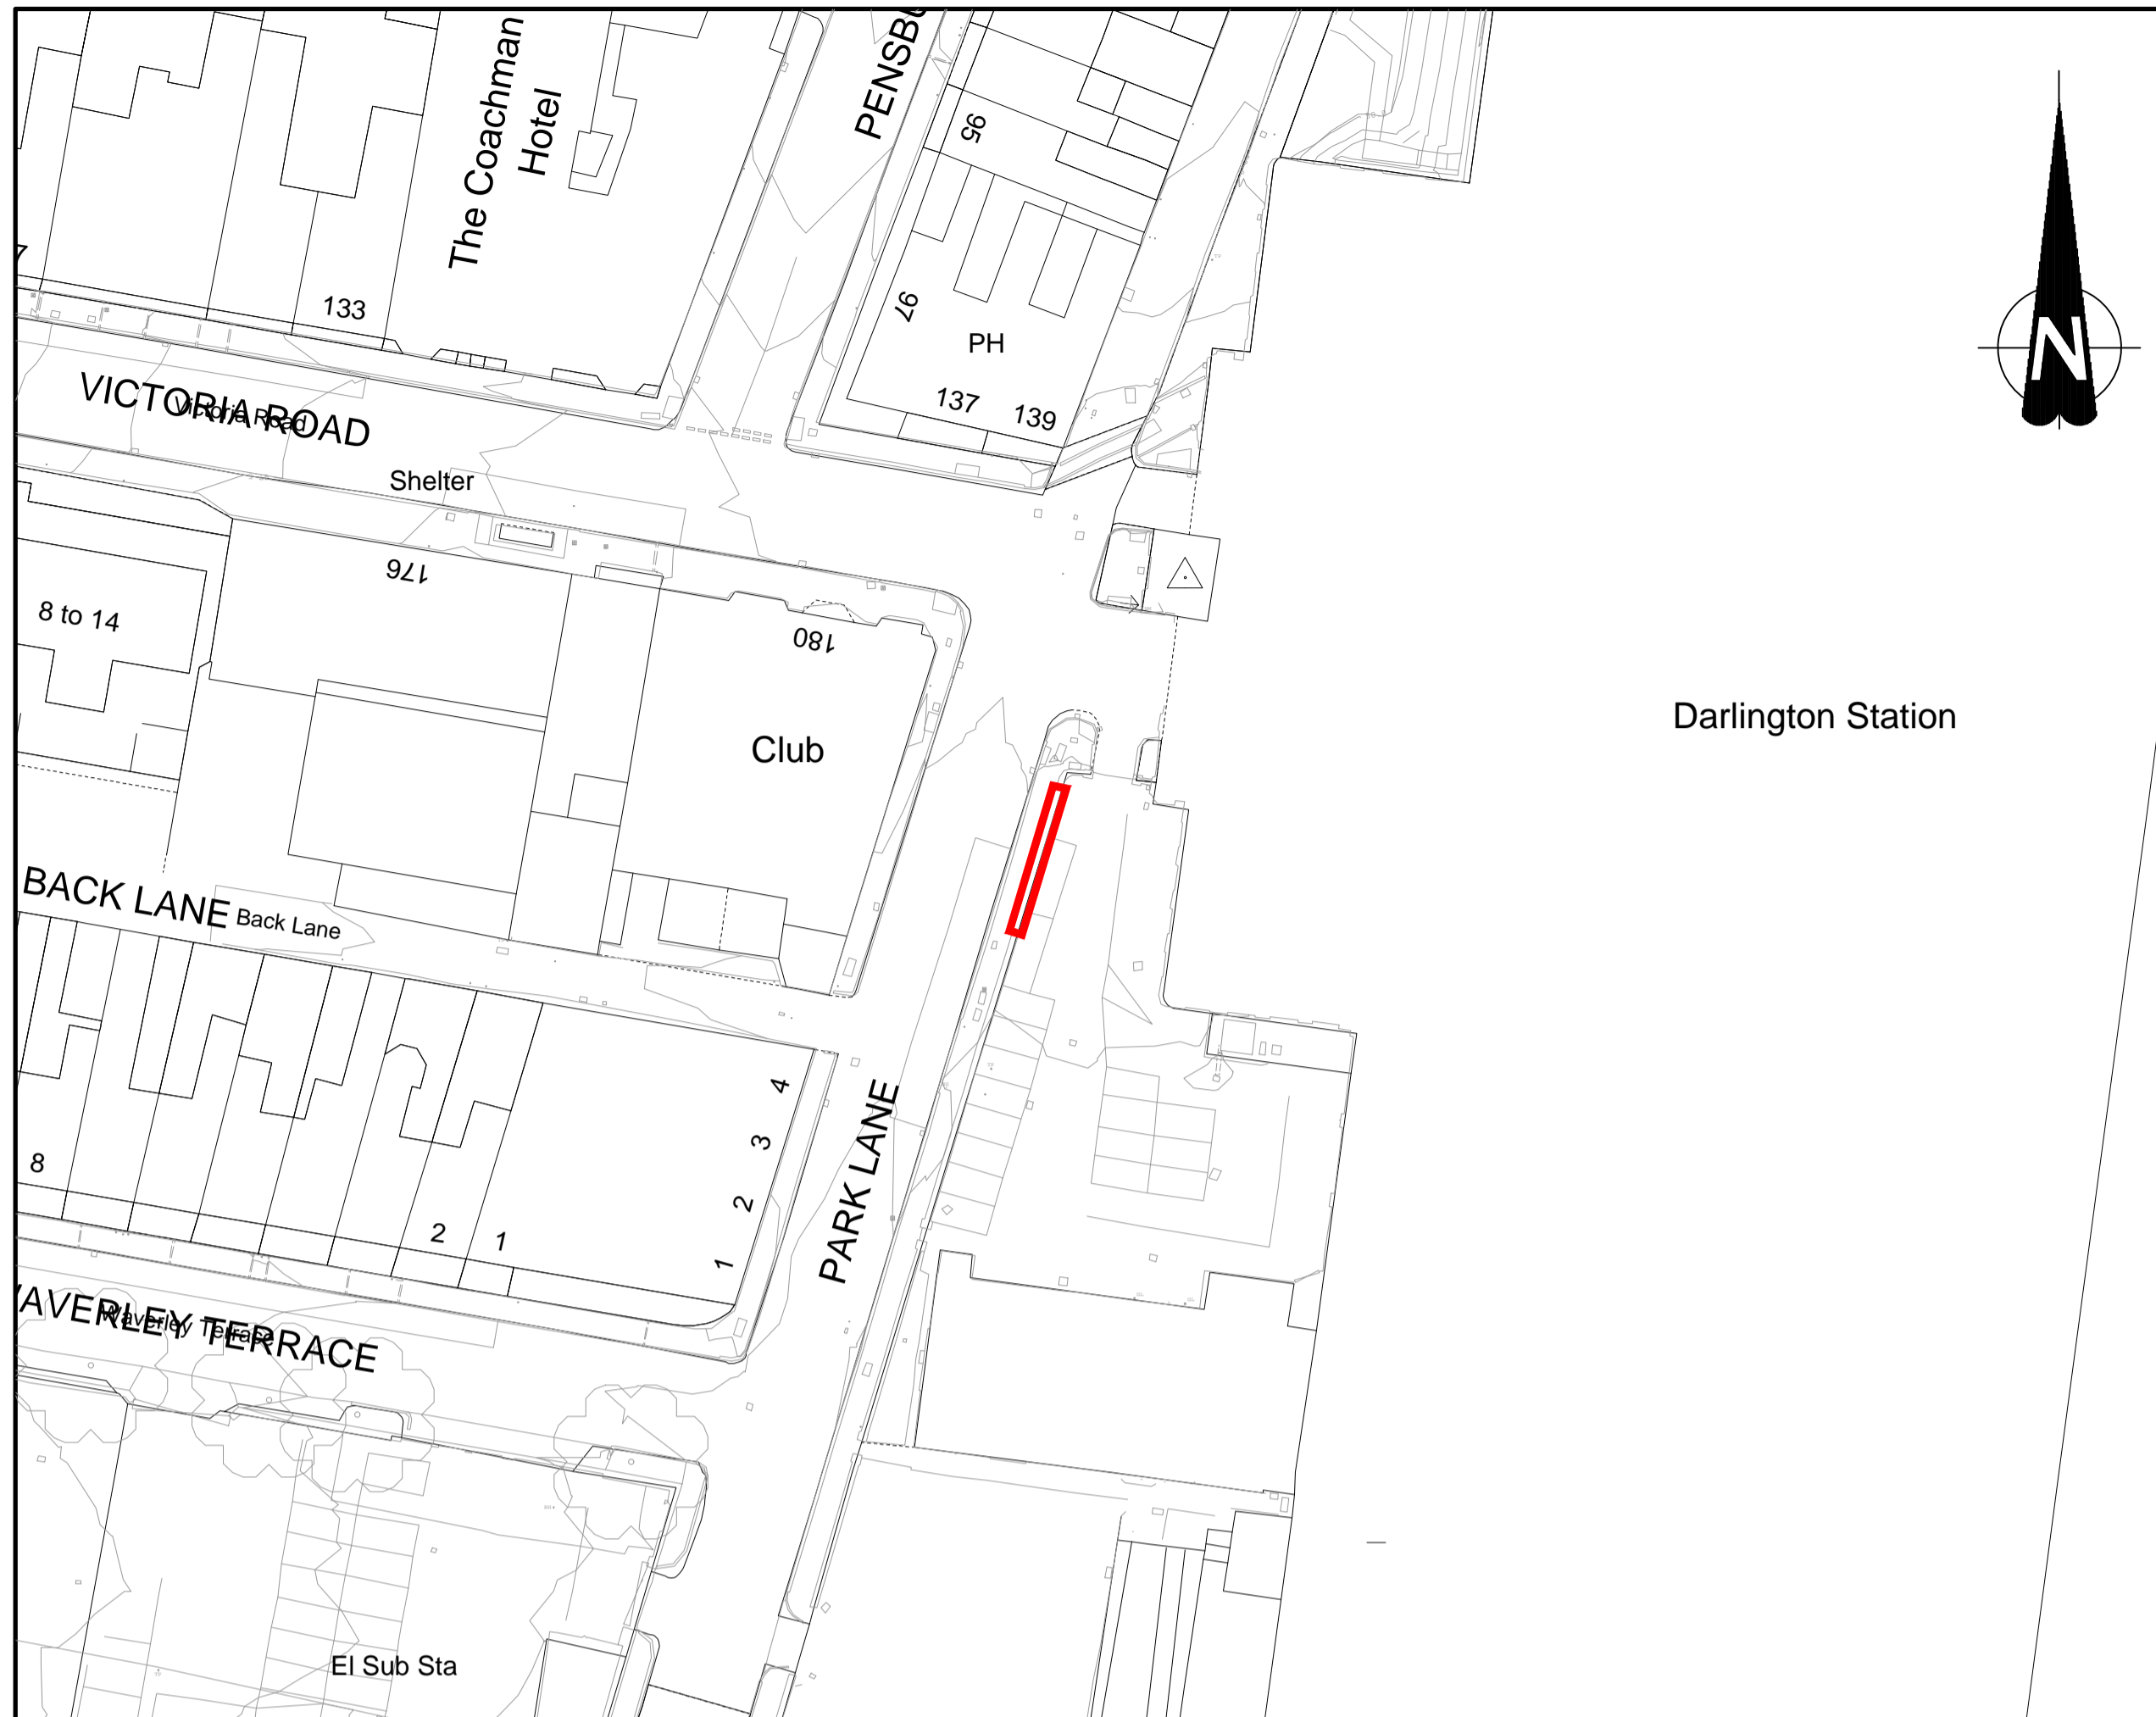 The Coachman
Hotel
PENSBU
95
97
PH
137
139
133
7
N
VICTORIA ROAD
Victoria Road
Shelter
176
8 to 14
180
Club
Darlington Station
BACK LANE
Back Lane
4
3
2
1
PARK LANE
8
2
1
WAVERLEY TERRACE
Waverley Terrace
El Sub Sta